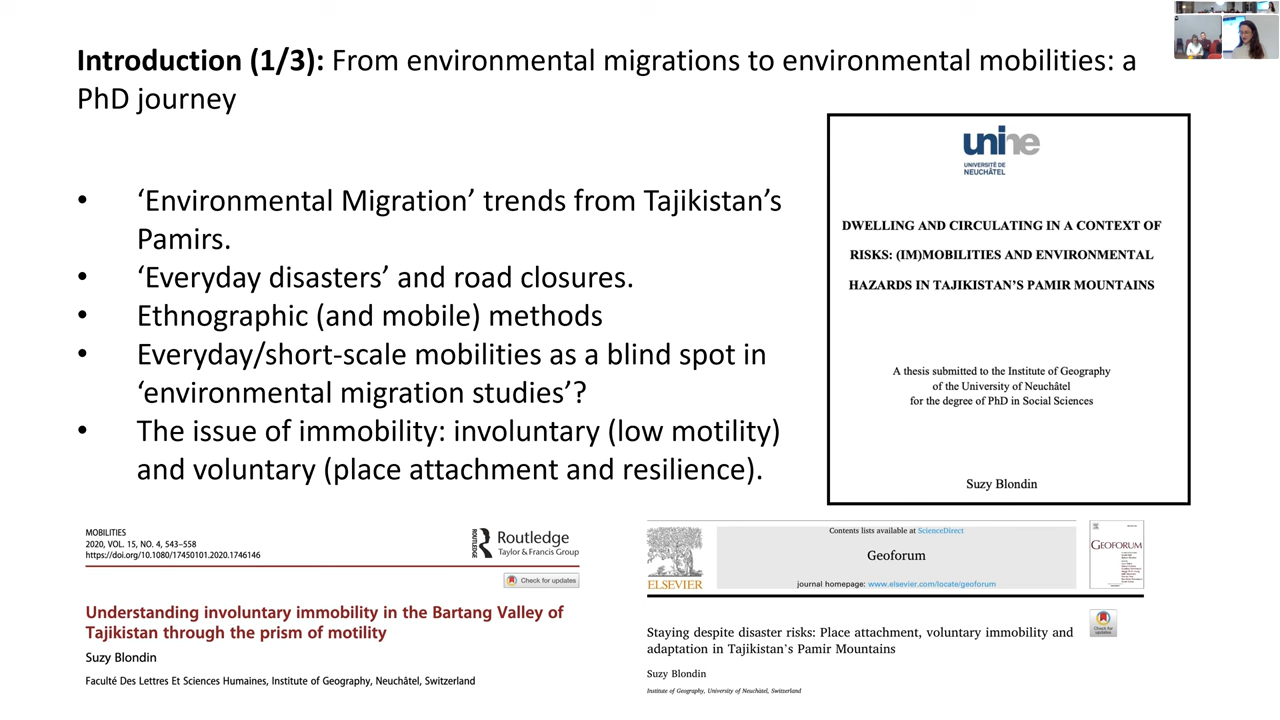 Introduction (1/3): From environmental migrations to environmental mobilities: a
PhD journey
• ‘Environmental Migration’ trends from Tajikistan’s
Pamirs.
• ‘Everyday disasters’ and road closures.
• Ethnographic (and mobile) methods
• Everyday/short-scale mobilities as a blind spot in
‘environmental migration studies’?
• The issue of immobility: involuntary (low motility)
and voluntary (place attachment and resilience).
unine
UNIVERSITÉ DE
NEUCHÂTEL
DWELLING AND CIRCULATING IN A CONTEXT OF
RISKS: (IM)MOBILITIES AND ENVIRONMENTAL
HAZARDS IN TAJIKISTAN’S PAMIR MOUNTAINS
A thesis submitted to the Institute of Geography
of the University of Neuchâtel
for the degree of PhD in Social Sciences
Suzy Blondin
MOBILITIES
2020, VOL. 15, NO. 4, 543–558
https://doi.org/10.1080/17450101.2020.1746146
ROUTLEDGE
Routledge
Taylor & Francis Group
Check for updates
Understanding involuntary immobility in the Bartang Valley of
Tajikistan through the prism of motility
Suzy Blondin
Faculté Des Lettres Et Sciences Humaines, Institute of Geography, Neuchâtel, Switzerland
ELSEVIER
Contents lists available at ScienceDirect
Geoforum
journal homepage: www.elsevier.com/locate/geoforum
GEOFORUM
Check for
updates
Staying despite disaster risks: Place attachment, voluntary immobility and
adaptation in Tajikistan’s Pamir Mountains
Suzy Blondin
Institute of Geography, University of Neuchâtel, Switzerland